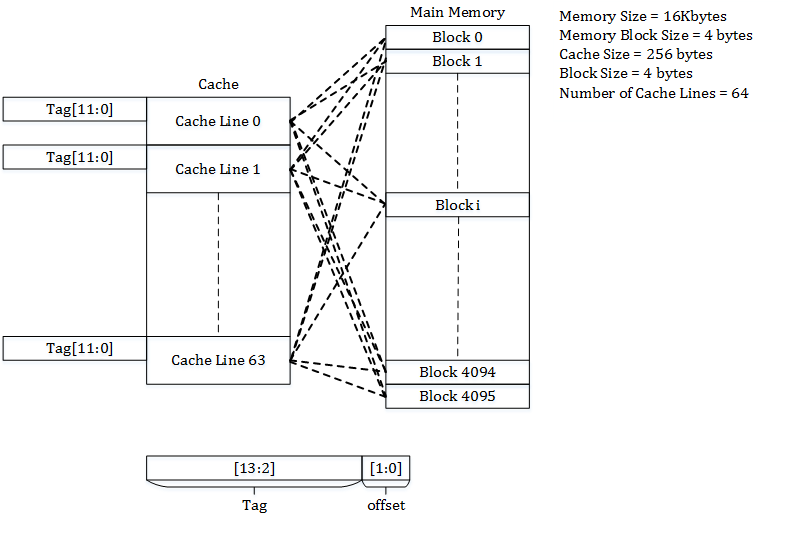 Main Memory
Memory Size = 16Kbytes
Memory Block Size = 4 bytes
Cache Size = 256 bytes
Block Size = 4 bytes
Number of Cache Lines = 64
Block 0
Block 1
Cache
Tag[11:0]
Cache Line 0
Tag[11:0]
Cache Line 1
Block i
Tag[11:0]
Cache Line 63
Block 4094
Block 4095
[13:2]
[1:0]
Tag
offset